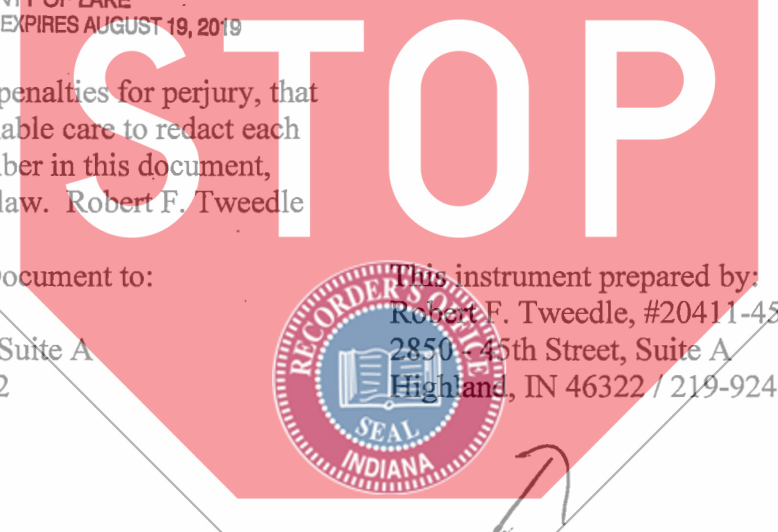 EXPIRES AUGUST 19, 2019
STOP
penalties for perjury, that
able care to redact each
ber in this document,
law. Robert F. Tweedle
Document to:
Suite A
2
This instrument prepared by:
Robert F. Tweedle, #20411-45
2850 - 45th Street, Suite A
Highland, IN 46322 / 219-924
RECORDER'S OFFICE
SEAL
INDIANA